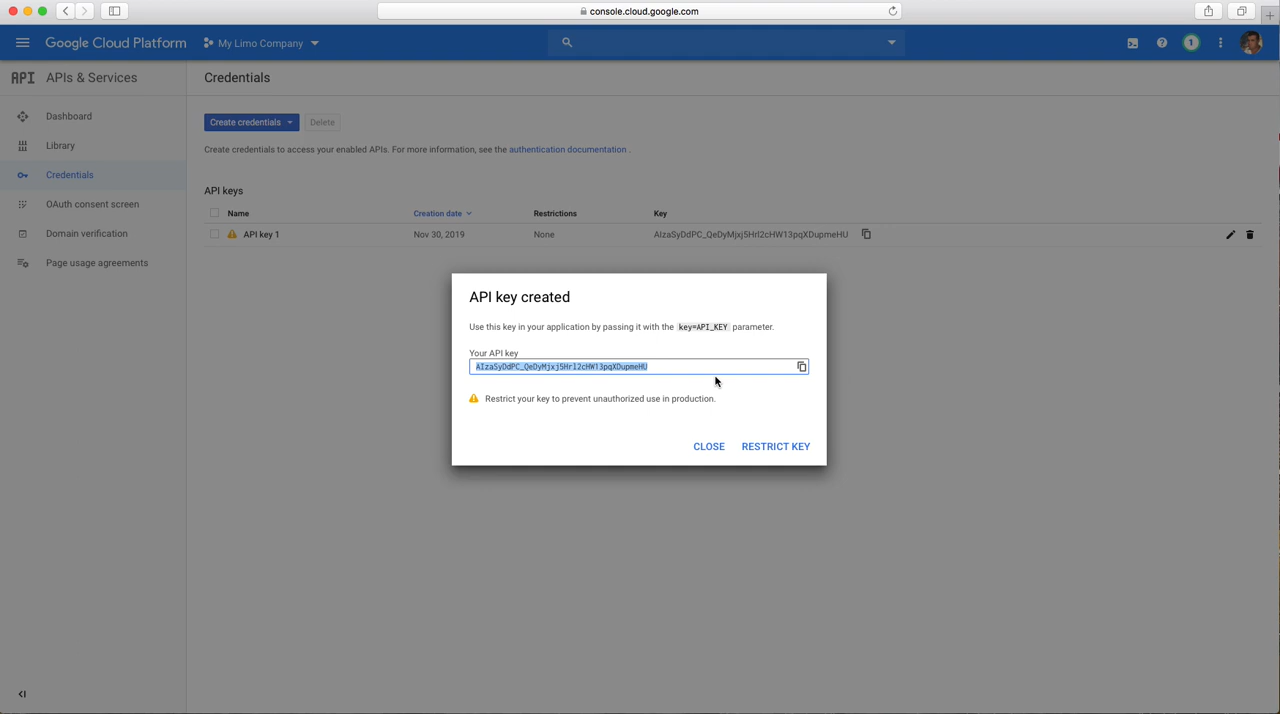 console.cloud.google.com
Google Cloud Platform
My Limo Company
1
API APIs & Services
Credentials
Dashboard
Library
Credentials
OAuth consent screen
Domain verification
Page usage agreements
Create credentials
Delete
Create credentials to access your enabled APIs. For more information, see the authentication documentation.
API keys
Name Creation date Restrictions Key
API key 1 Nov 30, 2019 None AIzaSyDdPC_QeDyMjxj5Hrl2cHW13pqXDupmeHU
API key created
Use this key in your application by passing it with the key=API_KEY parameter.
Your API key
AIzaSyDdPC_QeDyMjxj5Hrl2cHW13pqXDupmeHU
Restrict your key to prevent unauthorized use in production.
CLOSE RESTRICT KEY